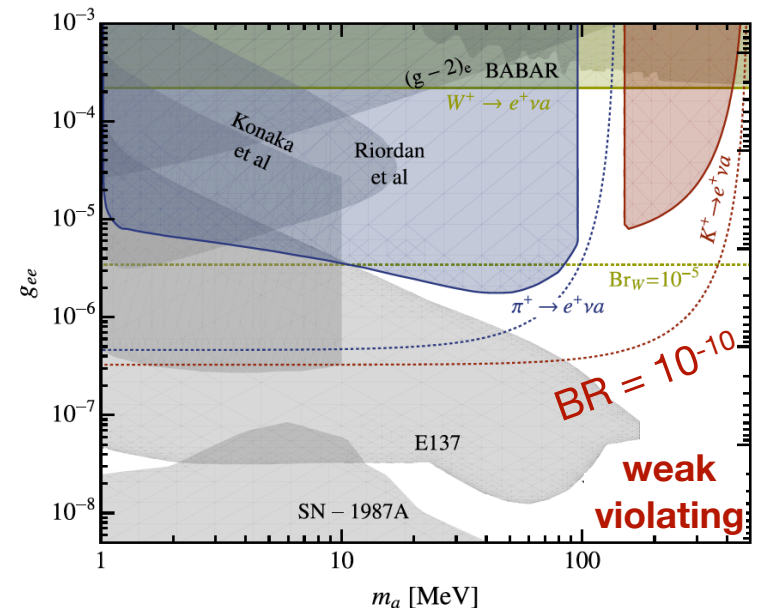 10⁻³
10⁻⁴
10⁻⁵
10⁻⁶
10⁻⁷
10⁻⁸
g_ee
(g − 2)ₑ
BABAR
W⁺ → e⁺νa
Konaka
et al
Riordan
et al
K⁺→e⁺νa
Br_W=10⁻⁵
π⁺ → e⁺νa
BR = 10⁻¹⁰
E137
weak
violating
SN − 1987A
1
10
100
mₐ [MeV]